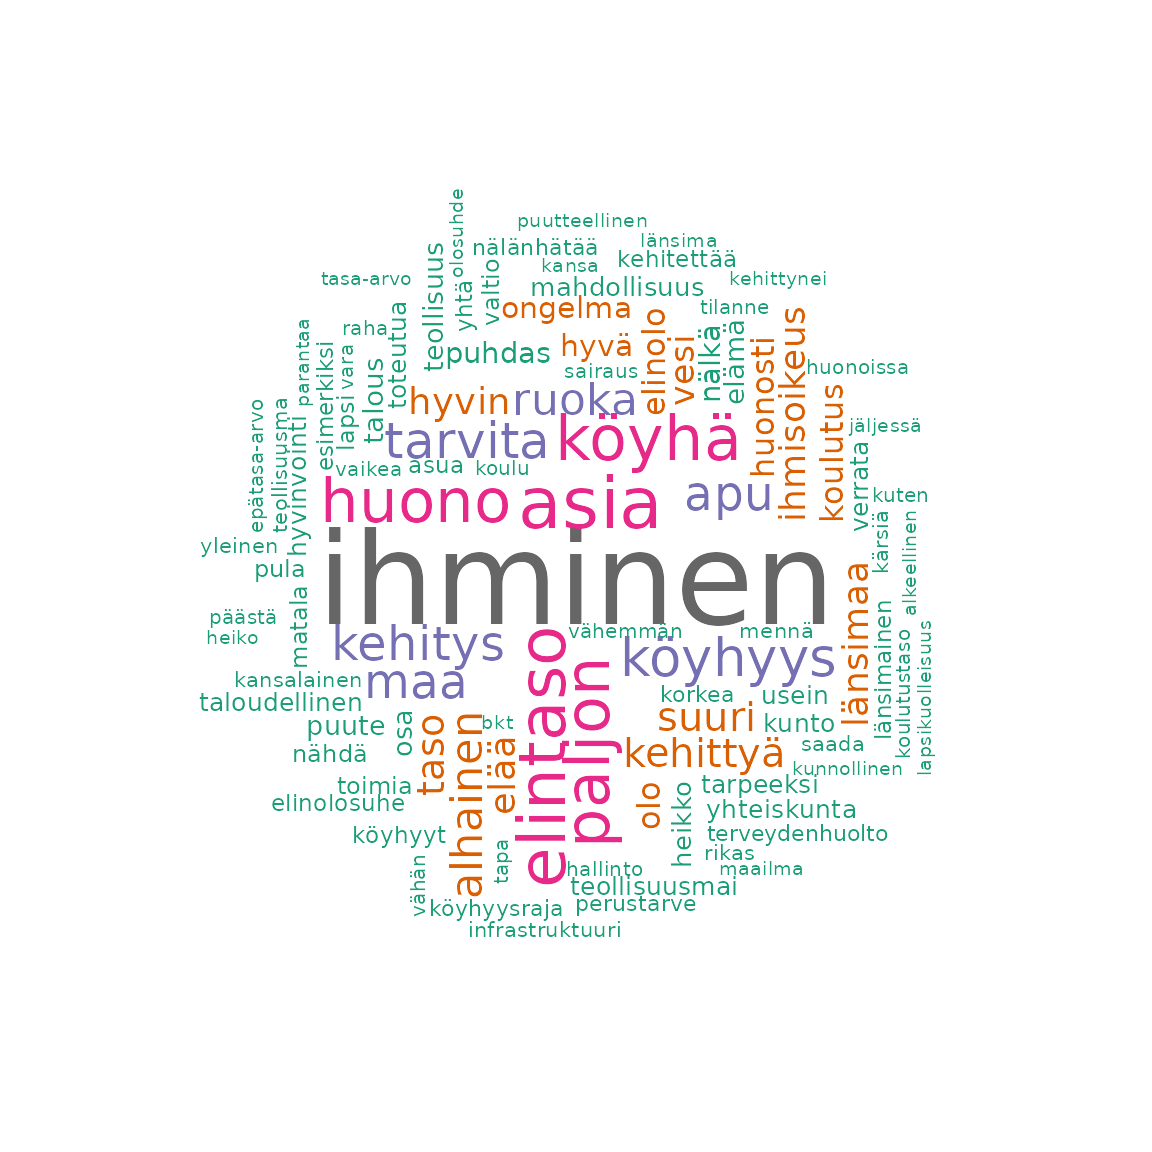 olosuhde
puutteellinen
länsima
nälänhätää
kehitettää
kansa
tasa-arvo
teollisuus
yhtä
valtio
mahdollisuus
kehittynei
ongelma
tilanne
raha
toteutua
parantaa
esimerkiksi
vara
lapsi
talous
puhdas
hyvä
sairaus
elinolo
vesi
nälkä
elämä
huonosti
ihmisoikeus
huonoissa
koulutus
hyvin
ruoka
köyhä
jäljessä
epätasa-arvo
teollisuusma
hyvinvointi
tarvita
vaikea
asua
koulu
verrata
huono
asia
apu
kuten
kärsiä
alkeellinen
yleinen
pula
ihminen
länsimaa
matala
päästä
heiko
kehitys
vähemmän
mennä
köyhyys
länsimainen
koulutustaso
lapsikuolleisuus
kansalainen
maa
elintaso
paljon
korkea
usein
taloudellinen
puute
osa
taso
alhainen
bkt
elää
suuri
kunto
nähdä
kehittyä
saada
kunnollinen
toimia
elinolosuhe
olo
heikko
tarpeeksi
yhteiskunta
köyhyyt
terveydenhuolto
vähän
tapa
rikas
hallinto
maailma
teollisuusmai
köyhyysraja
perustarve
infrastruktuuri